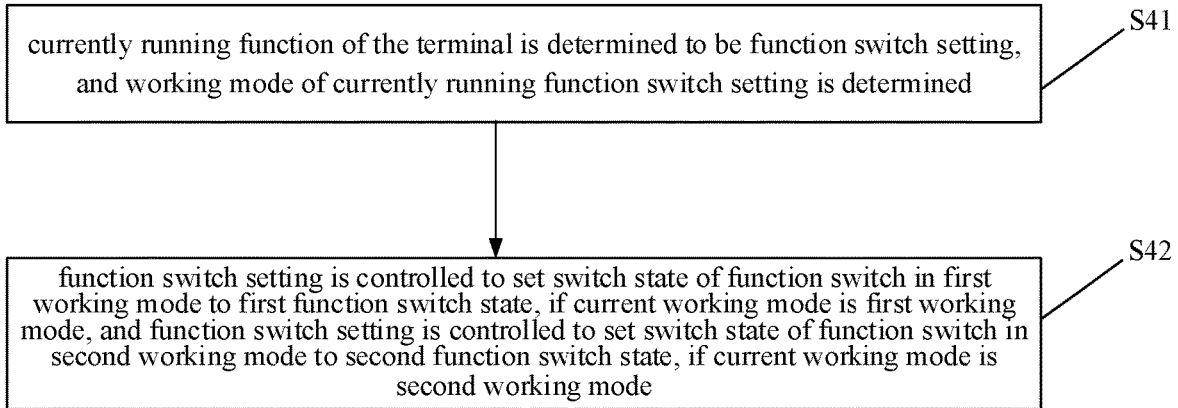 S41
currently running function of the terminal is determined to be function switch setting,
and working mode of currently running function switch setting is determined
S42
function switch setting is controlled to set switch state of function switch in first
working mode to first function switch state, if current working mode is first working
mode, and function switch setting is controlled to set switch state of function switch in
second working mode to second function switch state, if current working mode is
second working mode